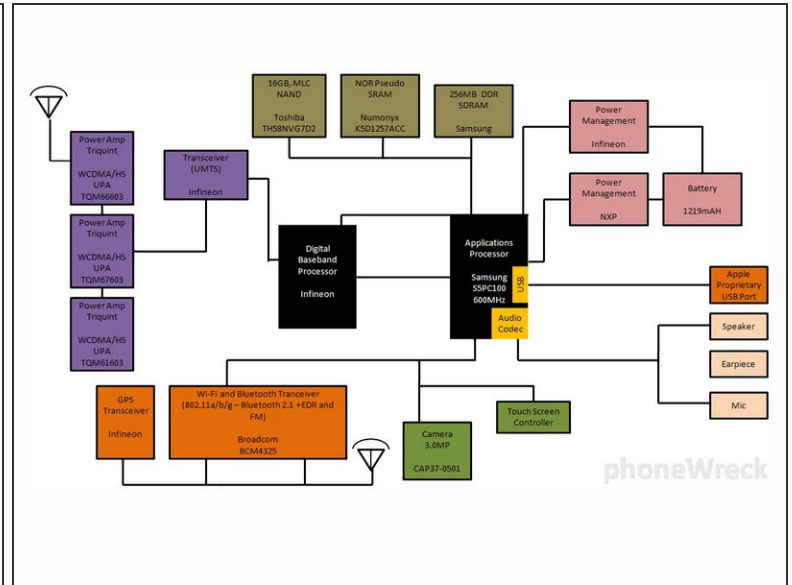 16GB, MLC
NAND
Toshiba
TH58NVG7D2
NOR Pseudo
SRAM
Numonyx
K5D1257ACC
256MB DDR
SDRAM
Samsung
Power
Management
Infineon
Power Amp
Triquint
WCDMA/HS
UPA
TQM66603
Transceiver
(UMTS)
Infineon
Power
Management
NXP
Battery
1219mAH
Power Amp
Triquint
WCDMA/HS
UPA
TQM67603
Digital
Baseband
Processor
Infineon
Applications
Processor
Samsung
S5PC100
600MHz
USB
Audio
Codec
Apple
Proprietary
USB Port
Power Amp
Triquint
WCDMA/HS
UPA
TQM61603
Speaker
Earpiece
Mic
GPS
Transceiver
Infineon
Wi-Fi and Bluetooth Tranceiver
(802.11a/b/g – Bluetooth 2.1 +EDR and
FM)
Broadcom
BCM4325
Camera
3.0MP
CAP37-0501
Touch Screen
Controller
phoneWreck